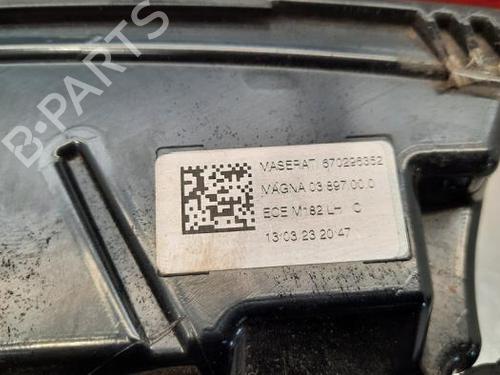 B-PARTS
MASERATI 670296352
MAGNA 03.897.00.0
ECE M182 LH C
13/03/23 20:47